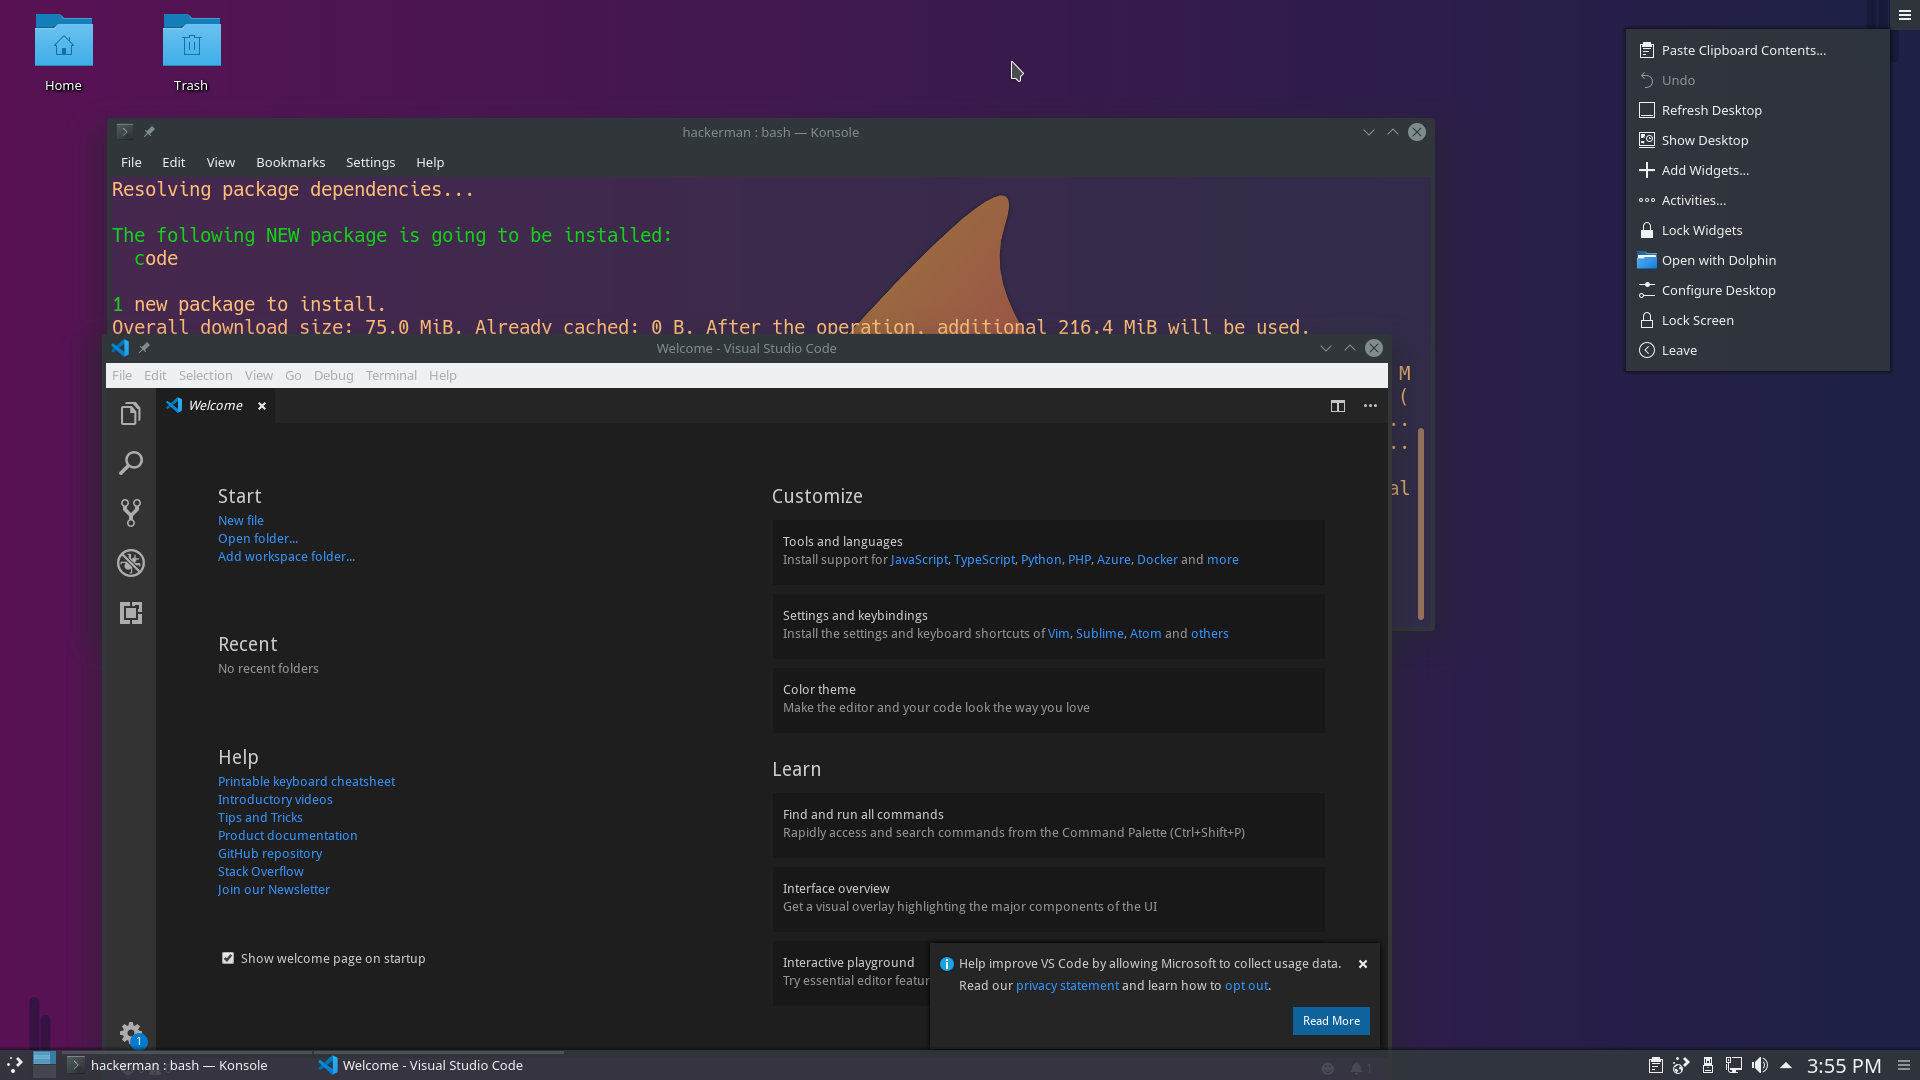 Home
Trash
Paste Clipboard Contents...
Undo
Refresh Desktop
Show Desktop
Add Widgets...
Activities...
Lock Widgets
Open with Dolphin
Configure Desktop
Lock Screen
Leave
hackerman : bash — Konsole
File Edit View Bookmarks Settings Help
Resolving package dependencies...
The following NEW package is going to be installed:
code
1 new package to install.
Overall download size: 75.0 MiB. Already cached: 0 B. After the operation, additional 216.4 MiB will be used.
M
(
..
..
al
Welcome - Visual Studio Code
File Edit Selection View Go Debug Terminal Help
Welcome
Start
New file
Open folder...
Add workspace folder...
Recent
No recent folders
Help
Printable keyboard cheatsheet
Introductory videos
Tips and Tricks
Product documentation
GitHub repository
Stack Overflow
Join our Newsletter
Show welcome page on startup
Customize
Tools and languages
Install support for JavaScript, TypeScript, Python, PHP, Azure, Docker and more
Settings and keybindings
Install the settings and keyboard shortcuts of Vim, Sublime, Atom and others
Color theme
Make the editor and your code look the way you love
Learn
Find and run all commands
Rapidly access and search commands from the Command Palette (Ctrl+Shift+P)
Interface overview
Get a visual overlay highlighting the major components of the UI
Interactive playground
Try essential editor featur
Help improve VS Code by allowing Microsoft to collect usage data.
Read our privacy statement and learn how to opt out.
Read More
1
hackerman : bash — Konsole
Welcome - Visual Studio Code
1
3:55 PM